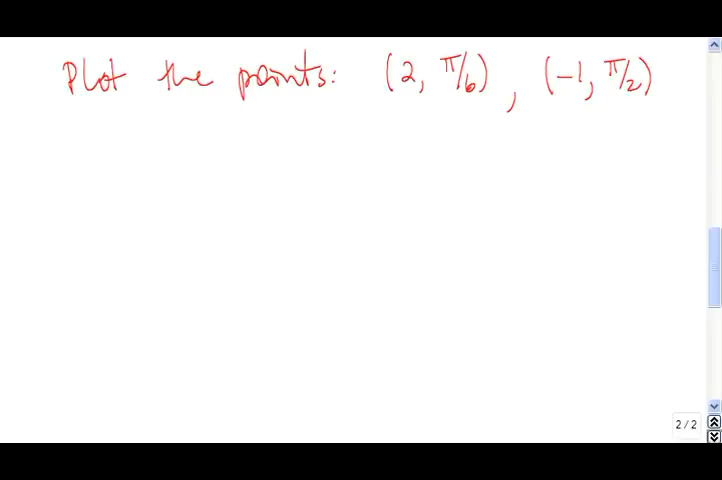 Plot the points: (2, π/6), (-1, π/2)
2 / 2